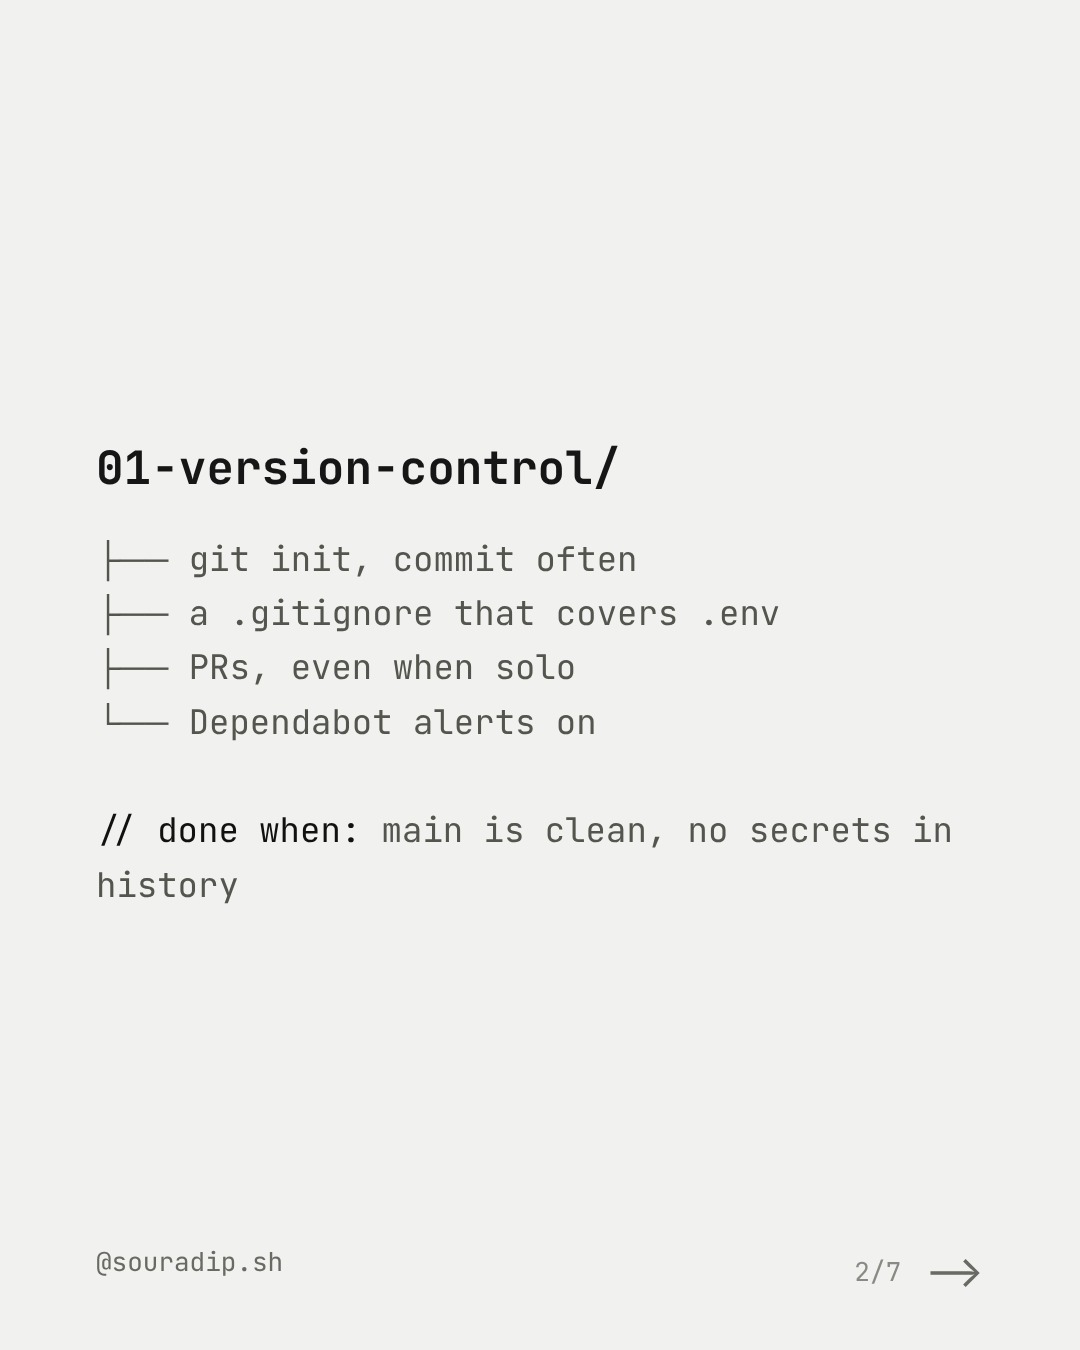 01-version-control/
├── git init, commit often
├── a .gitignore that covers .env
├── PRs, even when solo
└── Dependabot alerts on
// done when: main is clean, no secrets in
history
@souradip.sh
2/7 →